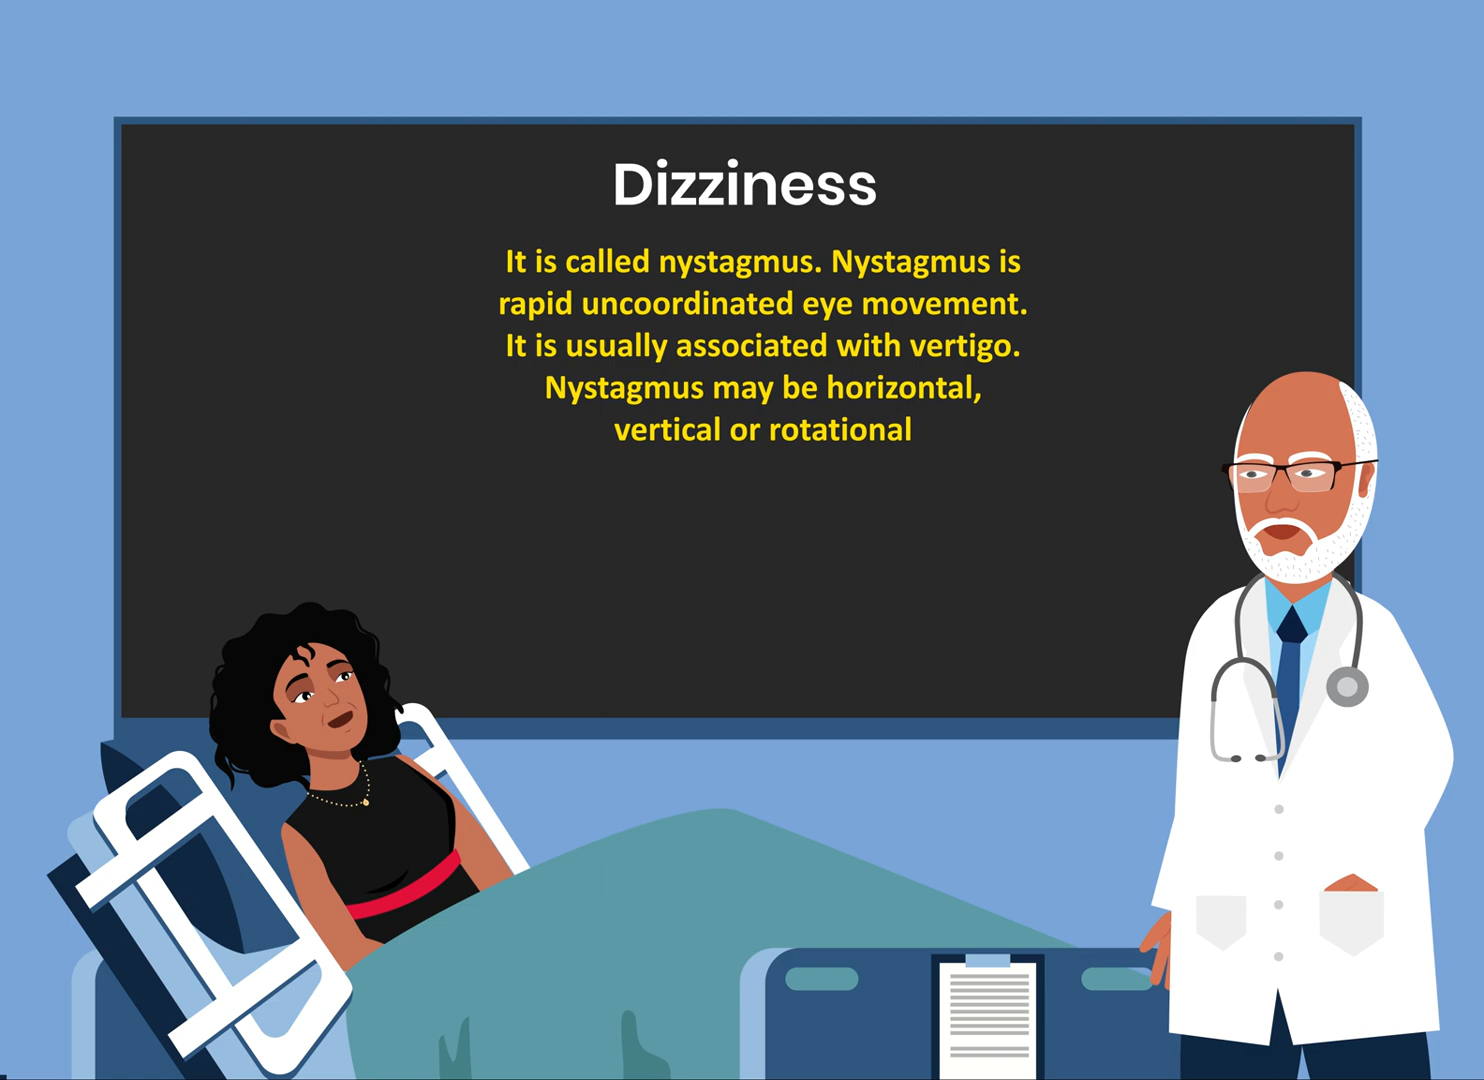 Dizziness
It is called nystagmus. Nystagmus is
rapid uncoordinated eye movement.
It is usually associated with vertigo.
Nystagmus may be horizontal,
vertical or rotational